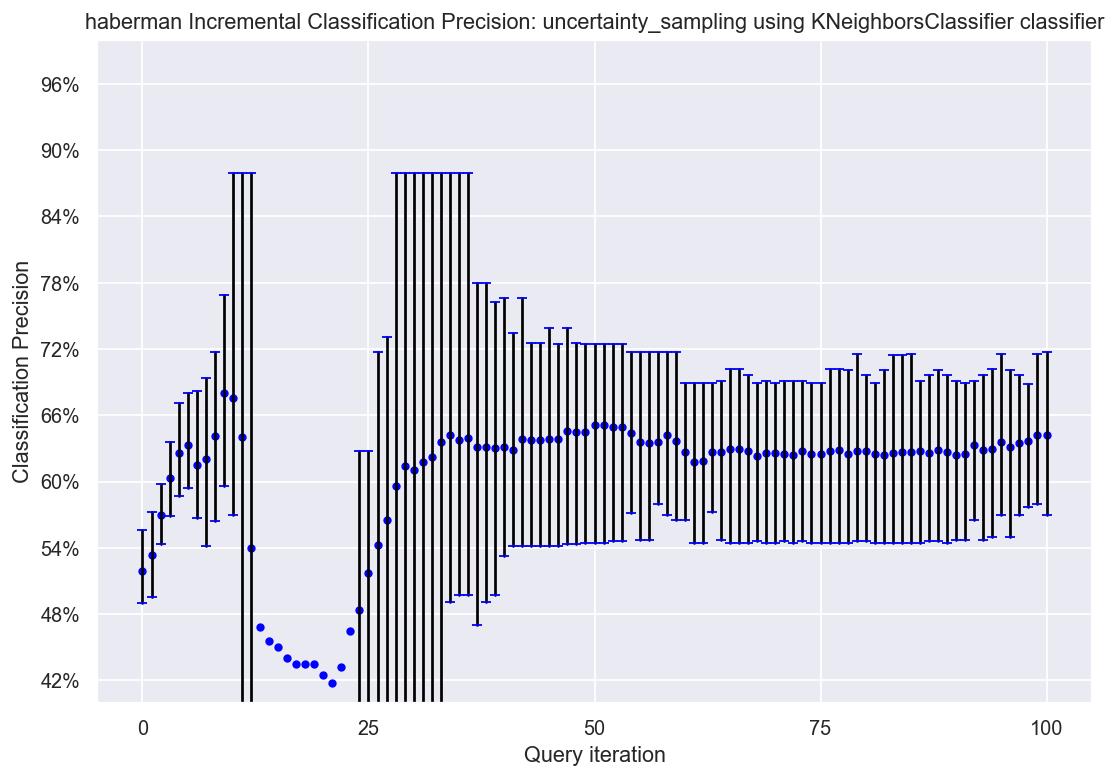 haberman Incremental Classification Precision: uncertainty_sampling using KNeighborsClassifier classifier
96%
90%
84%
78%
72%
66%
60%
54%
48%
42%
Classification Precision
0 25 50 75 100
Query iteration